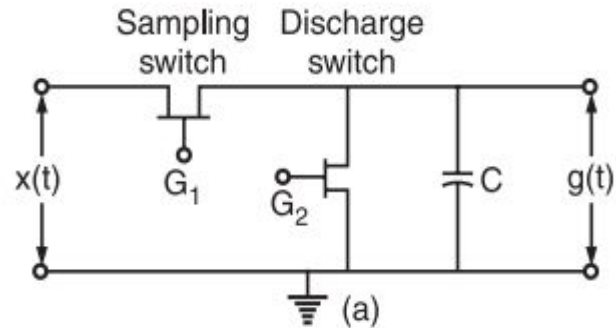 Sampling Discharge
switch switch
x(t) G₁ G₂ C g(t)
(a)